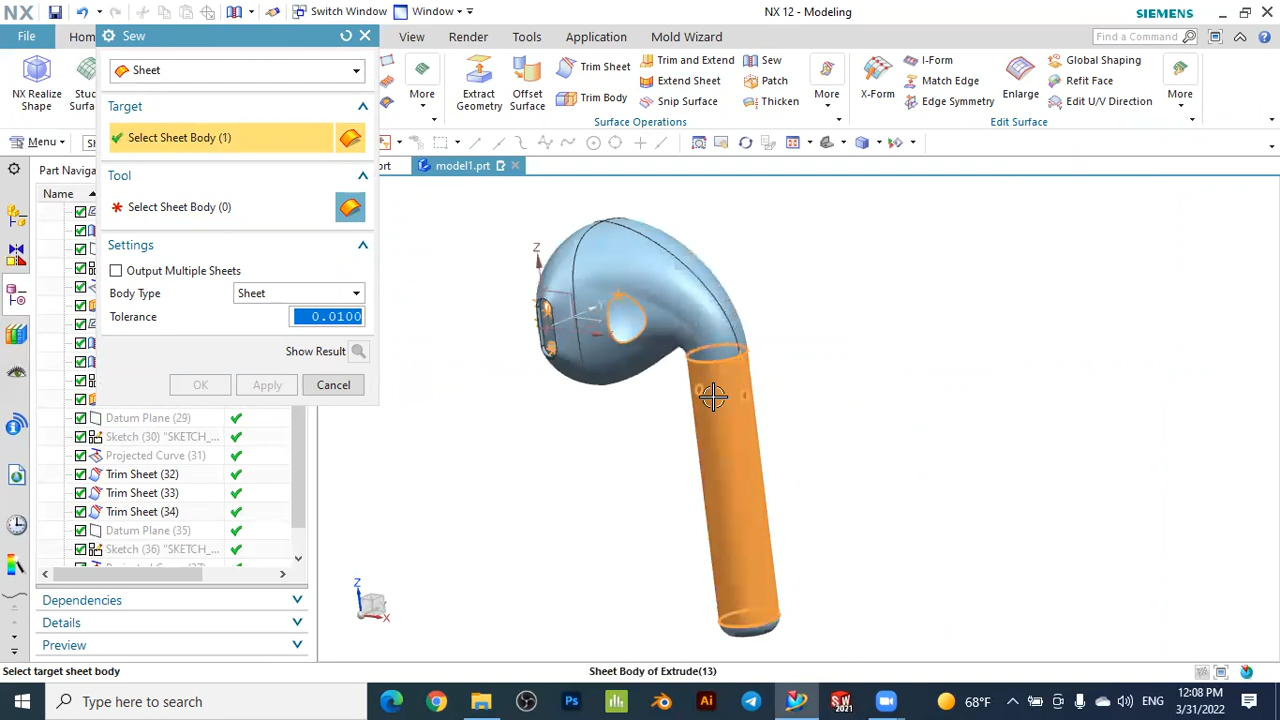 NX
Switch Window
Window
NX 12 - Modeling
SIEMENS
File
View
Render
Tools
Application
Mold Wizard
Find a Command
Sew
Sheet
Target
Select Sheet Body (1)
Tool
Select Sheet Body (0)
Settings
Output Multiple Sheets
Body Type
Sheet
Tolerance
0.0100
Show Result
OK
Apply
Cancel
NX Realize
Shape
More
Extract
Geometry
Offset
Surface
Trim Sheet
Trim Body
Trim and Extend
Extend Sheet
Snip Surface
Sew
Patch
Thicken
More
Surface Operations
X-Form
I-Form
Match Edge
Edge Symmetry
Enlarge
Global Shaping
Refit Face
Edit U/V Direction
More
Edit Surface
Menu
model1.prt
Name
Datum Plane (29)
Sketch (30) "SKETCH_...
Projected Curve (31)
Trim Sheet (32)
Trim Sheet (33)
Trim Sheet (34)
Datum Plane (35)
Sketch (36) "SKETCH_...
Dependencies
Details
Preview
Z
Z
X
Select target sheet body
Sheet Body of Extrude(13)
Type here to search
Ps
Ai
SW
2021
68°F
ENG
12:08 PM
3/31/2022